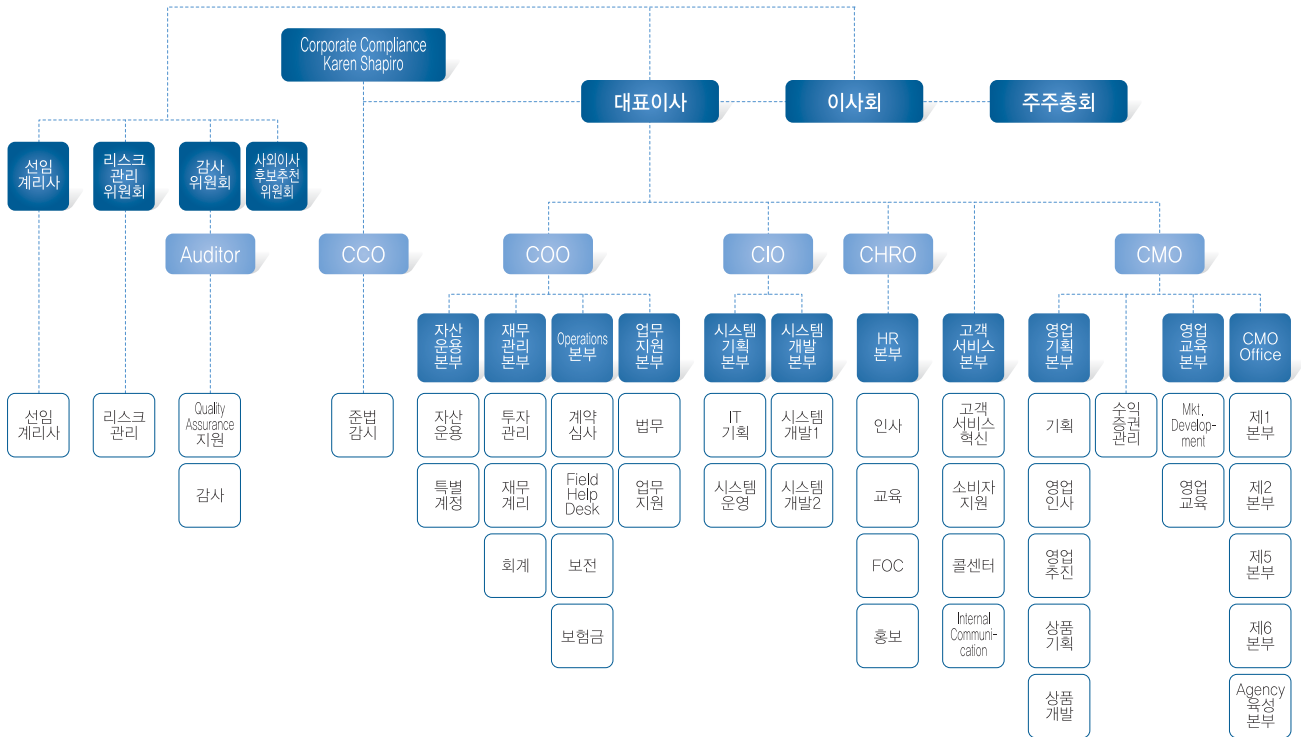 Corporate Compliance
Karen Shapiro
대표이사
이사회
주주총회
선임
계리사
리스크
관리
위원회
감사
위원회
사외이사
후보추천
위원회
Auditor
CCO
COO
CIO
CHRO
CMO
자산
운용
본부
재무
관리
본부
Operations
본부
업무
지원
본부
시스템
기획
본부
시스템
개발
본부
HR
본부
고객
서비스
본부
영업
기획
본부
영업
교육
본부
CMO
Office
선임
계리사
리스크
관리
Quality
Assurance
지원
준법
감시
자산
운용
투자
관리
계약
심사
법무
IT
기획
시스템
개발1
인사
고객
서비스
혁신
기획
수익
증권
관리
Mkt.
Develop-
ment
제1
본부
감사
특별
계정
재무
계리
Field
Help
Desk
업무
지원
시스템
운영
시스템
개발2
교육
소비자
지원
영업
인사
영업
교육
제2
본부
회계
보전
FOC
콜센터
영업
추진
제5
본부
보험금
홍보
Internal
Communi-
cation
상품
기획
제6
본부
상품
개발
Agency
육성
본부